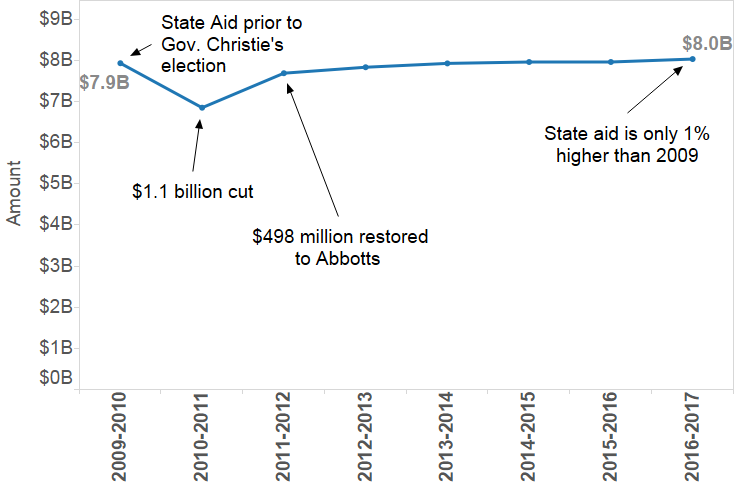 $9B
$8B
$7B
$6B
$5B
$4B
$3B
$2B
$1B
$0B
Amount
State Aid prior to
Gov. Christie's
election
$7.9B
$1.1 billion cut
$498 million restored
to Abbotts
$8.0B
State aid is only 1%
higher than 2009
2009-2010
2010-2011
2011-2012
2012-2013
2013-2014
2014-2015
2015-2016
2016-2017